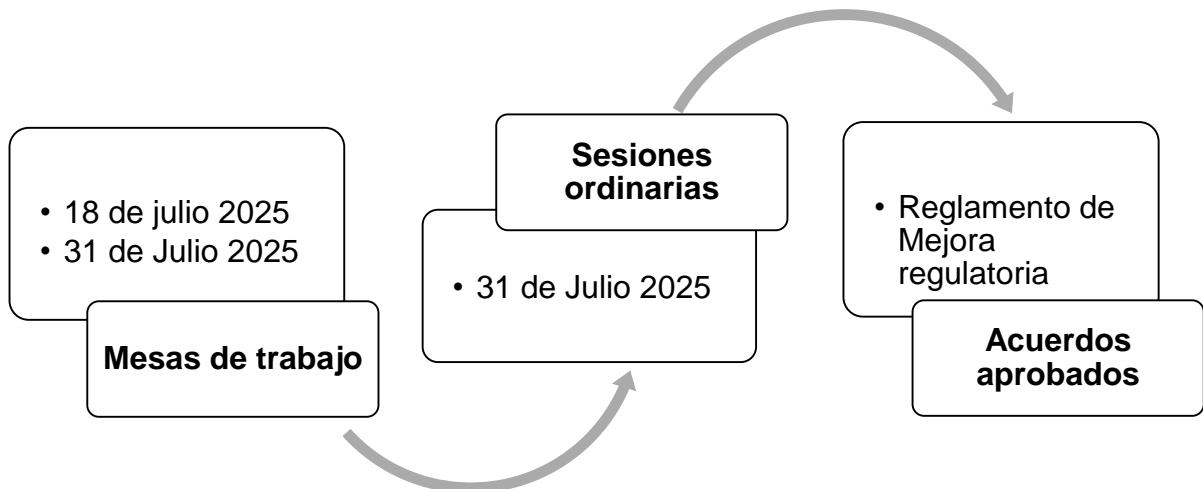 • 18 de julio 2025
• 31 de Julio 2025
Mesas de trabajo
Sesiones
ordinarias
• 31 de Julio 2025
• Reglamento de
Mejora
regulatoria
Acuerdos
aprobados